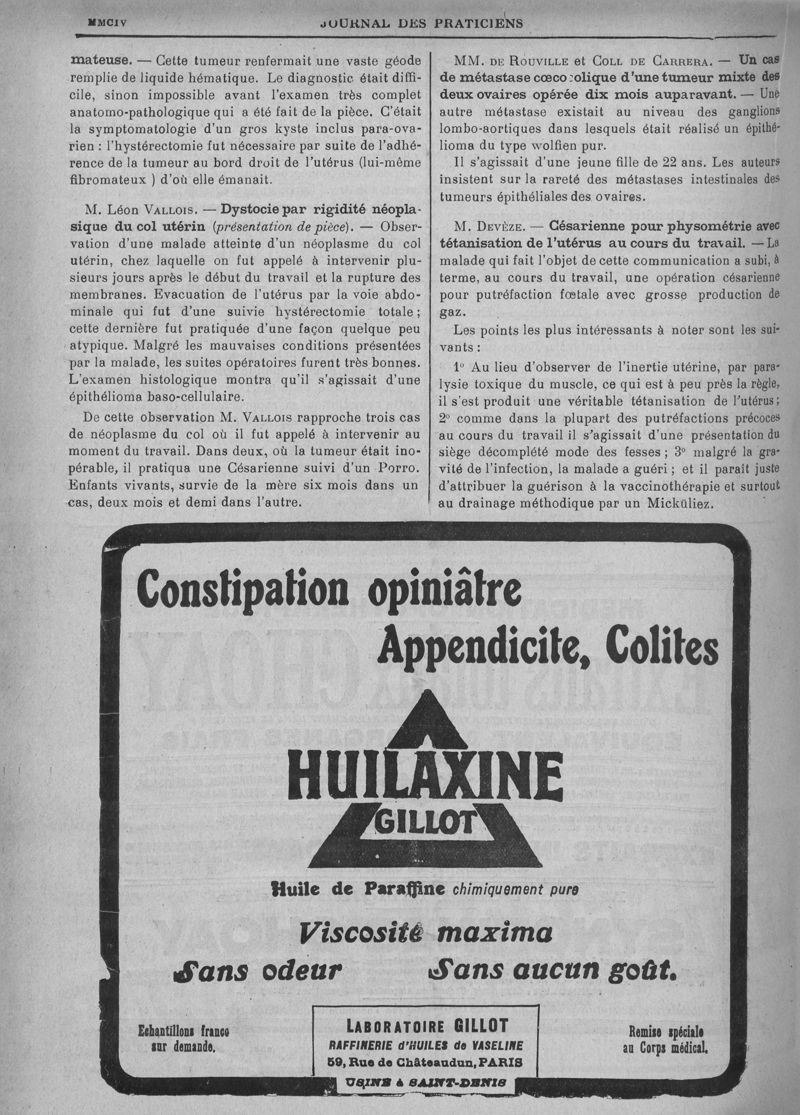 MMCIV
JOURNAL DES PRATICIENS
mateuse. — Cette tumeur renfermait une vaste géode
remplie de liquide hématique. Le diagnostic était diffi-
cile, sinon impossible avant l'examen très complet
anatomo-pathologique qui a été fait de la pièce. C'était
la symptomatologie d'un gros kyste inclus para-ova-
rien : l'hystérectomie fut nécessaire par suite de l'adhé-
rence de la tumeur au bord droit de l'utérus (lui-même
fibromateux ) d'où elle émanait.
M. Léon VALLOIS. — Dystocie par rigidité néopla-
sique du col utérin (présentation de pièce). — Obser-
vation d'une malade atteinte d'un néoplasme du col
utérin, chez laquelle on fut appelé à intervenir plu-
sieurs jours après le début du travail et la rupture des
membranes. Evacuation de l'utérus par la voie abdo-
minale qui fut d'une suivie hystérectomie totale ;
cette dernière fut pratiquée d'une façon quelque peu
atypique. Malgré les mauvaises conditions présentées
par la malade, les suites opératoires furent très bonnes.
L'examen histologique montra qu'il s'agissait d'une
épithélioma baso-cellulaire.
De cette observation M. VALLOIS rapproche trois cas
de néoplasme du col où il fut appelé à intervenir au
moment du travail. Dans deux, où la tumeur était ino-
pérable, il pratiqua une Césarienne suivi d'un Porro.
Enfants vivants, survie de la mère six mois dans un
cas, deux mois et demi dans l'autre.
MM. DE ROUVILLE et COLL DE CARRERA. — Un cas
de métastase cœco-colique d'une tumeur mixte des
deux ovaires opérée dix mois auparavant. — Une
autre métastase existait au niveau des ganglions
lombo-aortiques dans lesquels était réalisé un épithé-
lioma du type wolfien pur.
Il s'agissait d'une jeune fille de 22 ans. Les auteurs
insistent sur la rareté des métastases intestinales des
tumeurs épithéliales des ovaires.
M. DEVÈZE. — Césarienne pour physométrie avec
tétanisation de l'utérus au cours du travail. — La
malade qui fait l'objet de cette communication a subi, à
terme, au cours du travail, une opération césarienne
pour putréfaction fœtale avec grosse production de
gaz.
Les points les plus intéressants à noter sont les sui-
vants :
1º Au lieu d'observer de l'inertie utérine, par para-
lysie toxique du muscle, ce qui est à peu près la règle,
il s'est produit une véritable tétanisation de l'utérus ;
2º comme dans la plupart des putréfactions précoces
au cours du travail il s'agissait d'une présentation du
siège décomplété mode des fesses ; 3º malgré la gra-
vité de l'infection, la malade a guéri ; et il paraît juste
d'attribuer la guérison à la vaccinothérapie et surtout
au drainage méthodique par un Mickûliez.
Constipation opiniâtre
Appendicite, Colites
HUILAXINE
GILLOT
Huile de Paraffine chimiquement pure
Viscosité maxima
Sans odeur Sans aucun goût.
Echantillons franco
sur demande.
LABORATOIRE GILLOT
RAFFINERIE d'HUILES de VASELINE
59, Rue de Châteaudun, PARIS
USINE à SAINT-DENIS
Remise spéciale
au Corps médical.